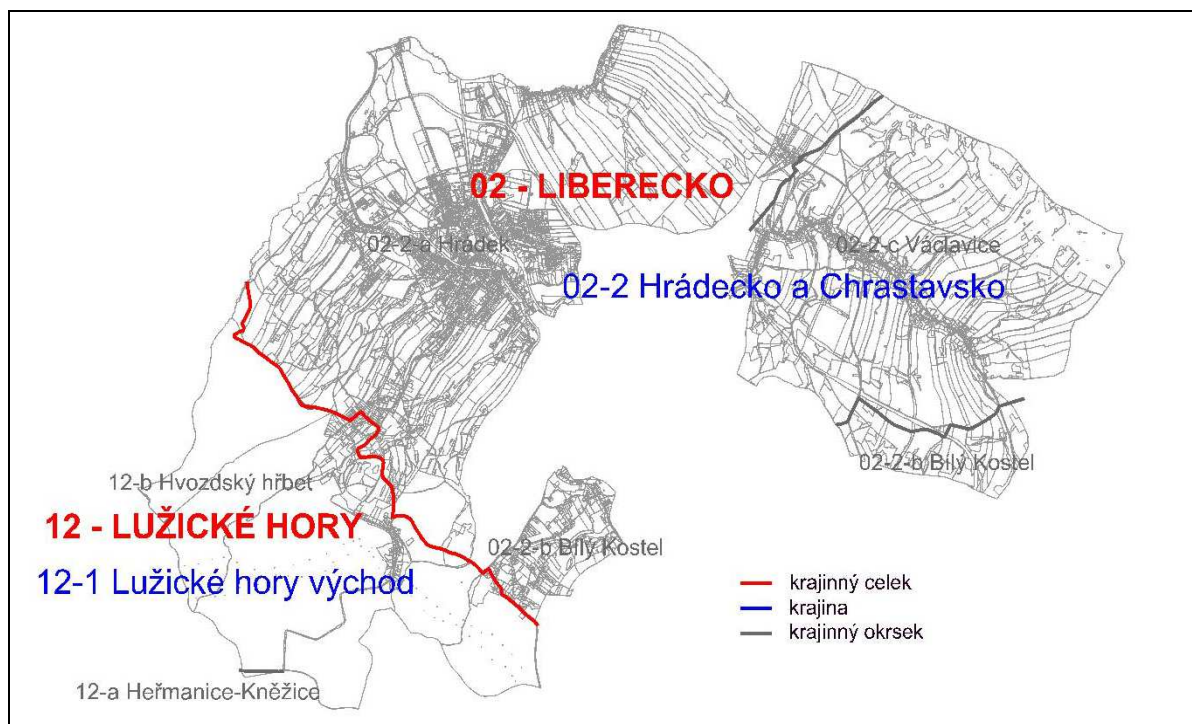 02 - LIBERECKO
02-2-a Hrádek
02-2-c Václavice
02-2 Hrádecko a Chrastavsko
02-2-b Bílý Kostel
12-b Hvozdský hřbet
12 - LUŽICKÉ HORY
02-2-b Bílý Kostel
12-1 Lužické hory východ
krajinný celek
krajina
krajinný okrsek
12-a Heřmanice-Kněžice